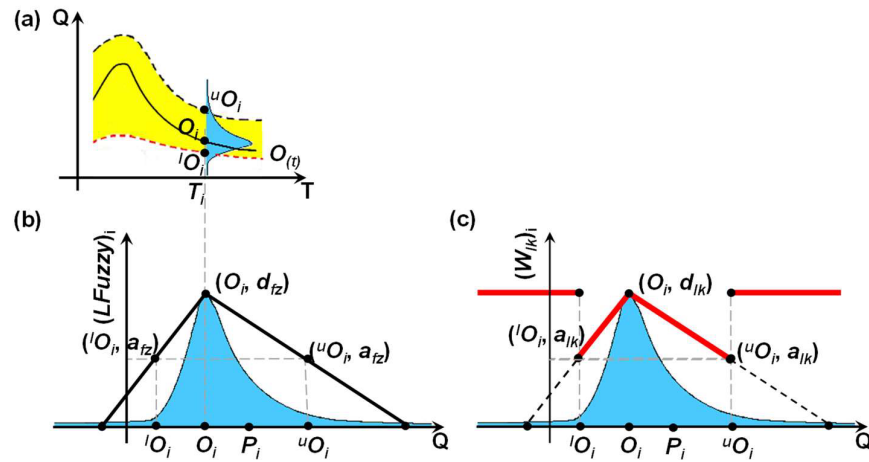 (a)
Q
ᵘOᵢ
Oᵢ
ˡOᵢ
O₍ₜ₎
Tᵢ
T
(b)
(LFuzzy)ᵢ
(Oᵢ, d_fz)
(ˡOᵢ, a_fz)
(ᵘOᵢ, a_fz)
ˡOᵢ Oᵢ Pᵢ ᵘOᵢ
Q
(c)
(W_lk)ᵢ
(Oᵢ, d_lk)
(ˡOᵢ, a_lk)
(ᵘOᵢ, a_lk)
ˡOᵢ Oᵢ Pᵢ ᵘOᵢ